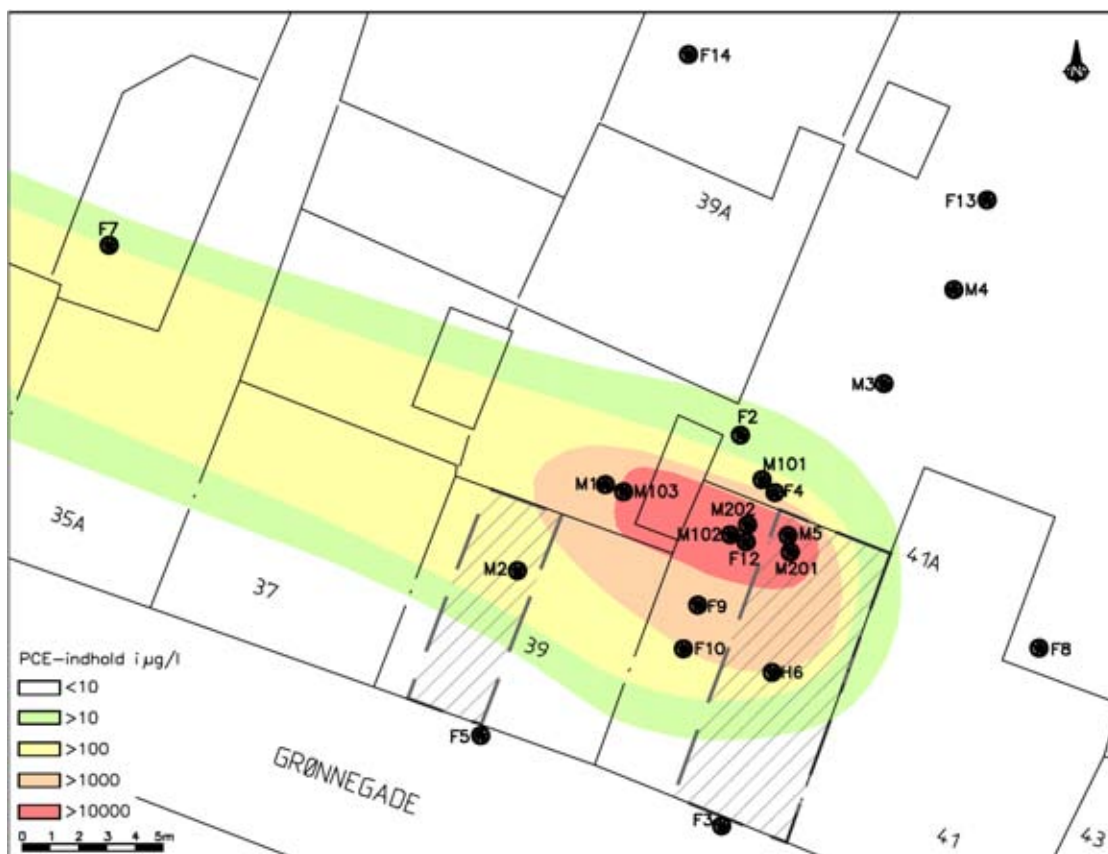 F14
N
39A
F13
F7
M4
M3
F2
M101
M1
M103
F4
M202
M102
M5
F12
M201
41A
35A
M2
37
F9
39
F10
F8
H6
PCE-indhold i µg/l
<10
>10
>100
>1000
>10000
F5
GRØNNEGADE
F3
41
43
0 1 2 3 4 5m